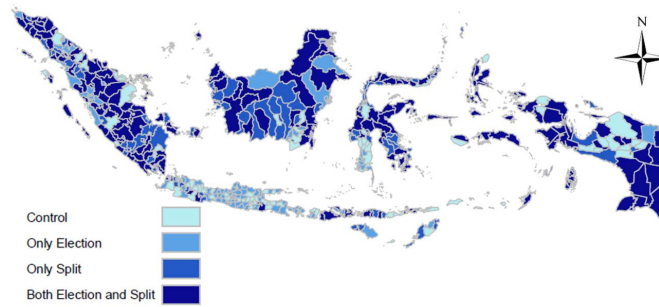 N
Control
Only Election
Only Split
Both Election and Split